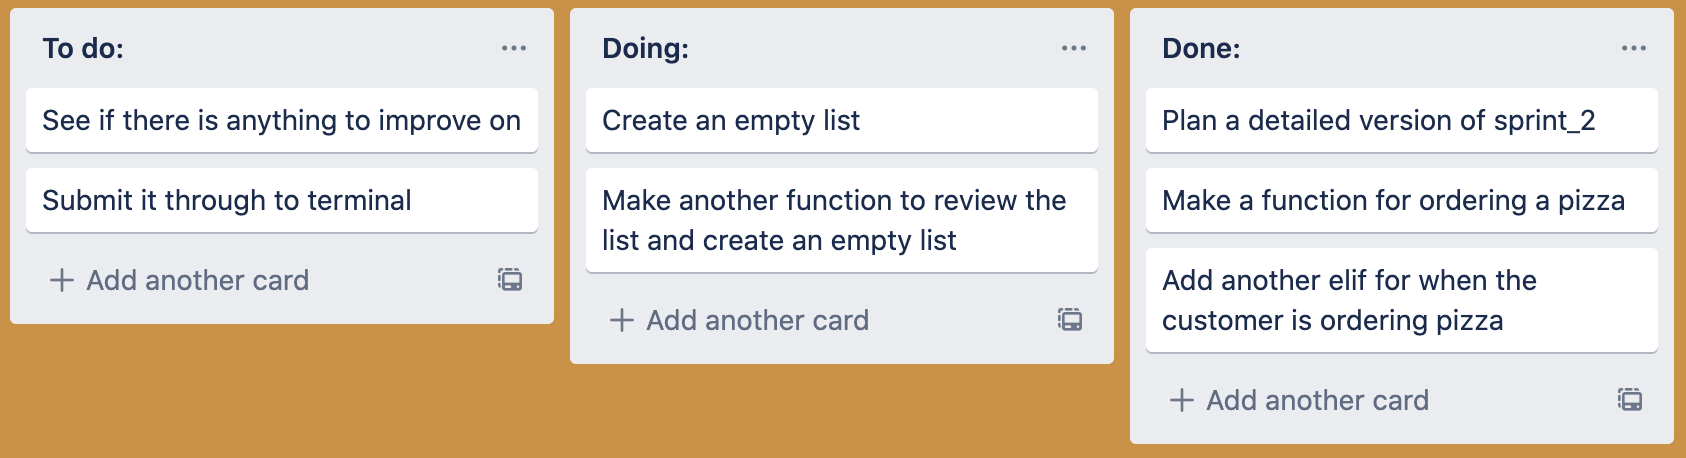 To do:
See if there is anything to improve on
Submit it through to terminal
Add another card
Doing:
Create an empty list
Make another function to review the
list and create an empty list
Add another card
Done:
Plan a detailed version of sprint_2
Make a function for ordering a pizza
Add another elif for when the
customer is ordering pizza
Add another card